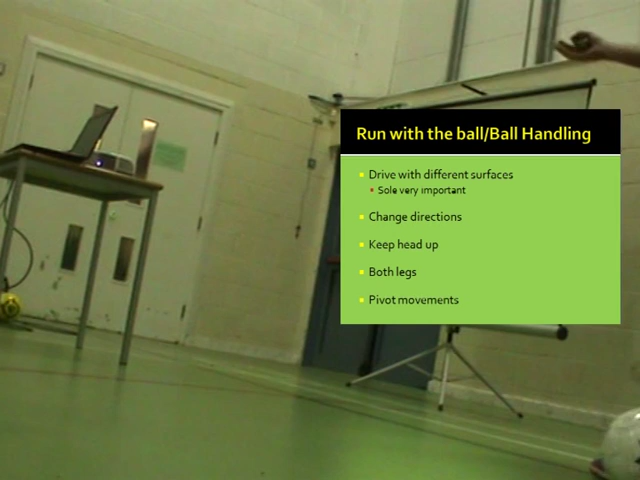 Run with the ball/Ball Handling
Drive with different surfaces
Sole very important
Change directions
Keep head up
Both legs
Pivot movements